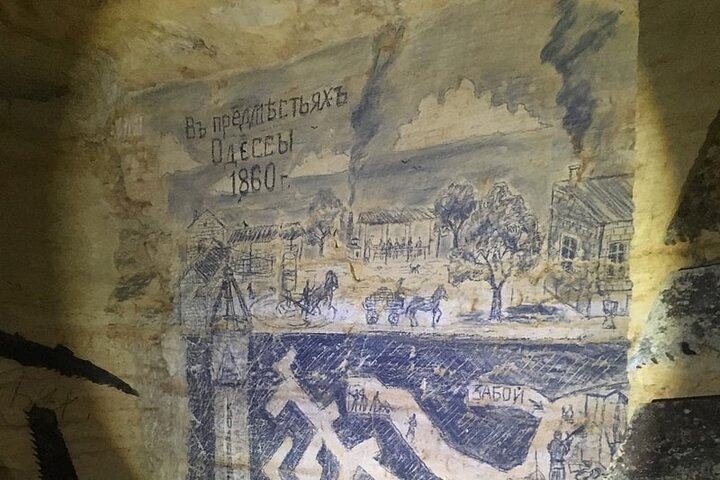 Въ предмѣстьяхъ
Одессы
1860 г.
ЗАБОЙ